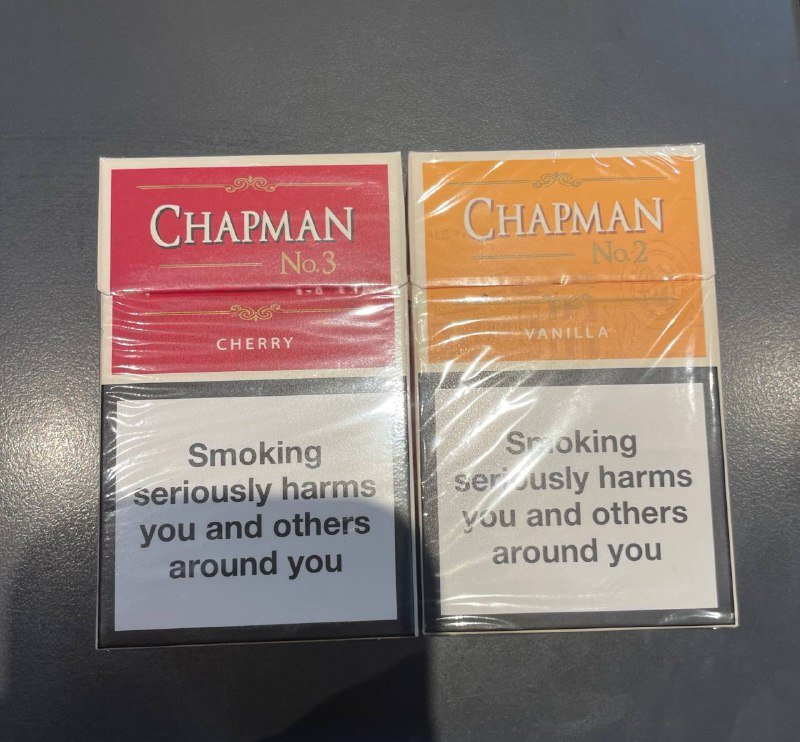 CHAPMAN
No.3
CHERRY
Smoking
seriously harms
you and others
around you
CHAPMAN
No.2
VANILLA
Smoking
seriously harms
you and others
around you